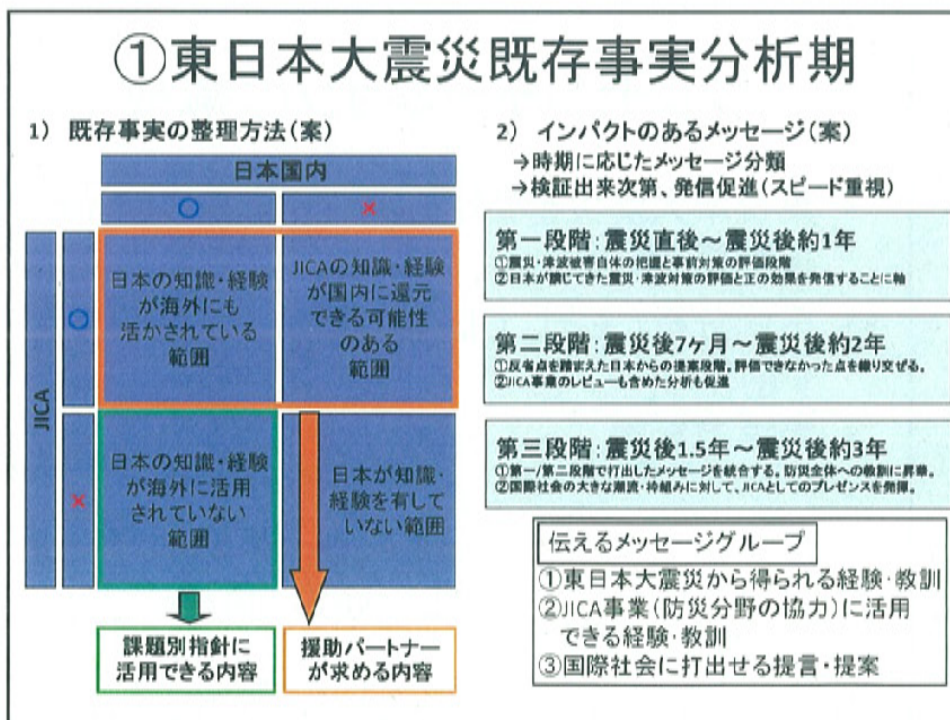 ①東日本大震災既存事実分析期
1) 既存事実の整理方法(案)
日本国内
○
×
JICA
○
日本の知識・経験
が海外にも
活かされている
範囲
JICAの知識・経験
が国内に還元
できる可能性
のある
範囲
×
日本の知識・経験
が海外に活用
されていない
範囲
日本が知識・
経験を有して
いない範囲
課題別指針に
活用できる内容
援助パートナー
が求める内容
2) インパクトのあるメッセージ(案)
→時期に応じたメッセージ分類
→検証出来次第、発信促進(スピード重視)
第一段階:震災直後~震災後約1年
①震災・津波被害自体の把握と事前対策の評価段階
②日本が講じてきた震災・津波対策の評価と正の効果を発信することに軸
第二段階:震災後7ヶ月~震災後約2年
①反省点を踏まえた日本からの提案段階。評価できなかった点を織り交ぜる。
②JICA事業のレビューも含めた分析も促進
第三段階:震災後1.5年~震災後約3年
①第一/第二段階で打出したメッセージを統合する。防災全体への教訓に昇華。
②国際社会の大きな潮流・枠組みに対して、JICAとしてのプレゼンスを発揮。
伝えるメッセージグループ
①東日本大震災から得られる経験・教訓
②JICA事業(防災分野の協力)に活用
できる経験・教訓
③国際社会に打出せる提言・提案